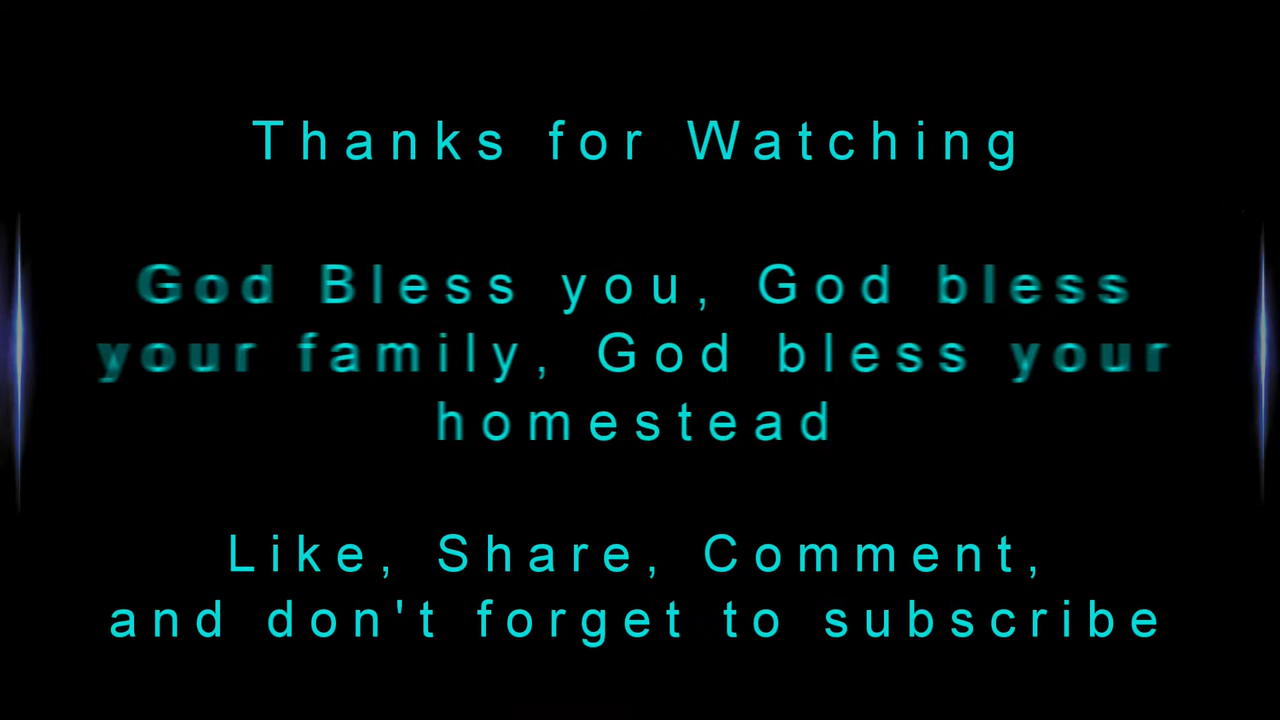 Thanks for Watching
God Bless you, God bless
your family, God bless your
homestead
Like, Share, Comment,
and don't forget to subscribe